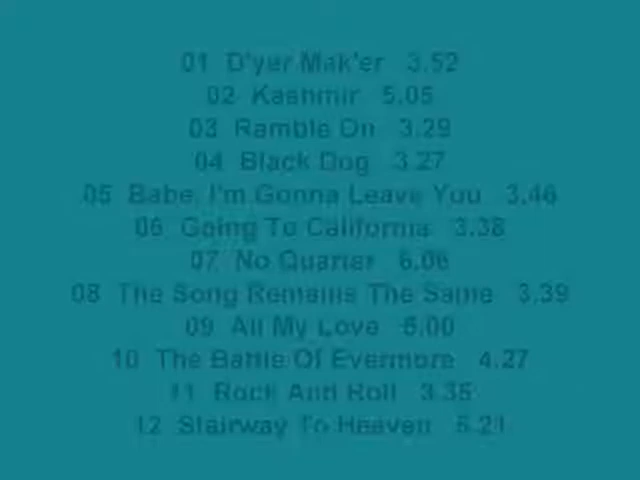 01 D'yer Mak'er 3.52
02 Kashmir 5.05
03 Ramble On 3.29
04 Black Dog 3.27
05 Babe, I'm Gonna Leave You 3.46
06 Going To California 3.38
07 No Quarter 6.06
08 The Song Remains The Same 3.39
09 All My Love 6.00
10 The Battle Of Evermore 4.27
11 Rock And Roll 3.35
12 Stairway To Heaven